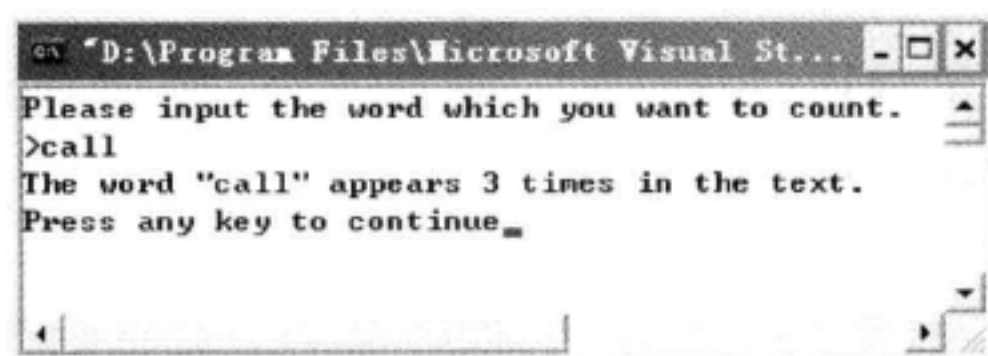 "D:\Program Files\Microsoft Visual St...
Please input the word which you want to count.
>call
The word "call" appears 3 times in the text.
Press any key to continue